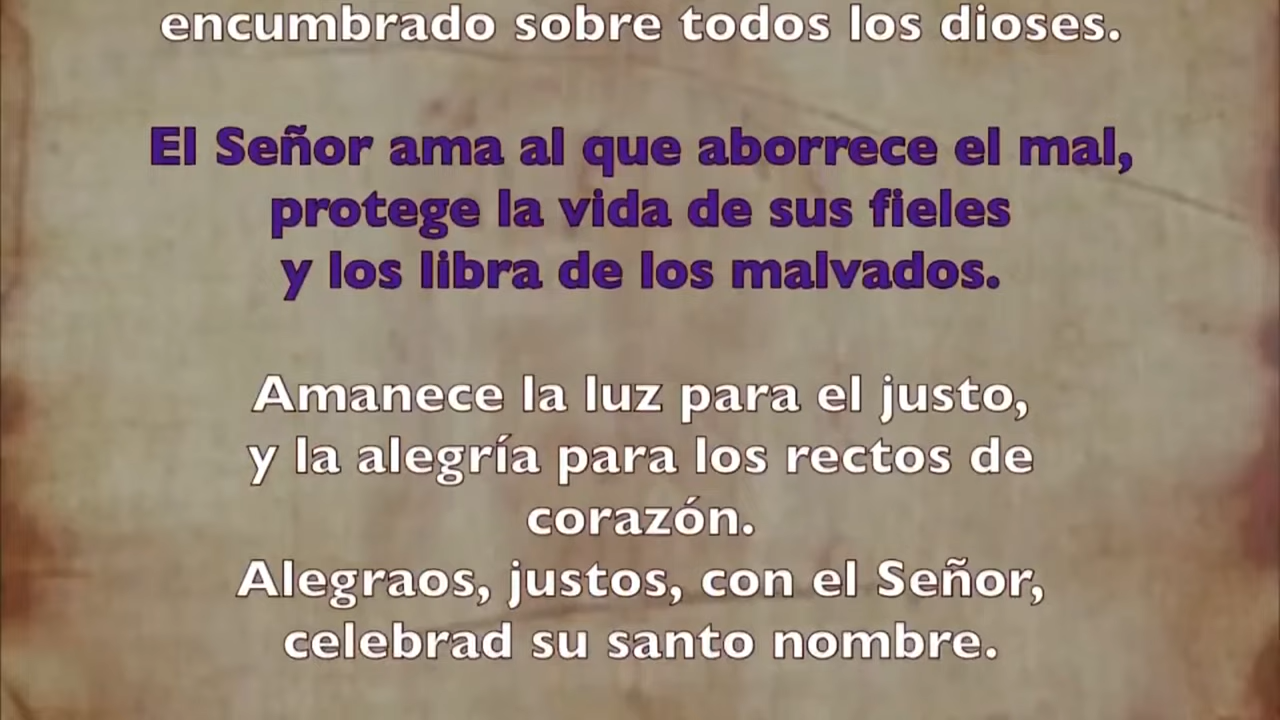 encumbrado sobre todos los dioses.
El Señor ama al que aborrece el mal,
protege la vida de sus fieles
y los libra de los malvados.
Amanece la luz para el justo,
y la alegría para los rectos de
corazón.
Alegraos, justos, con el Señor,
celebrad su santo nombre.